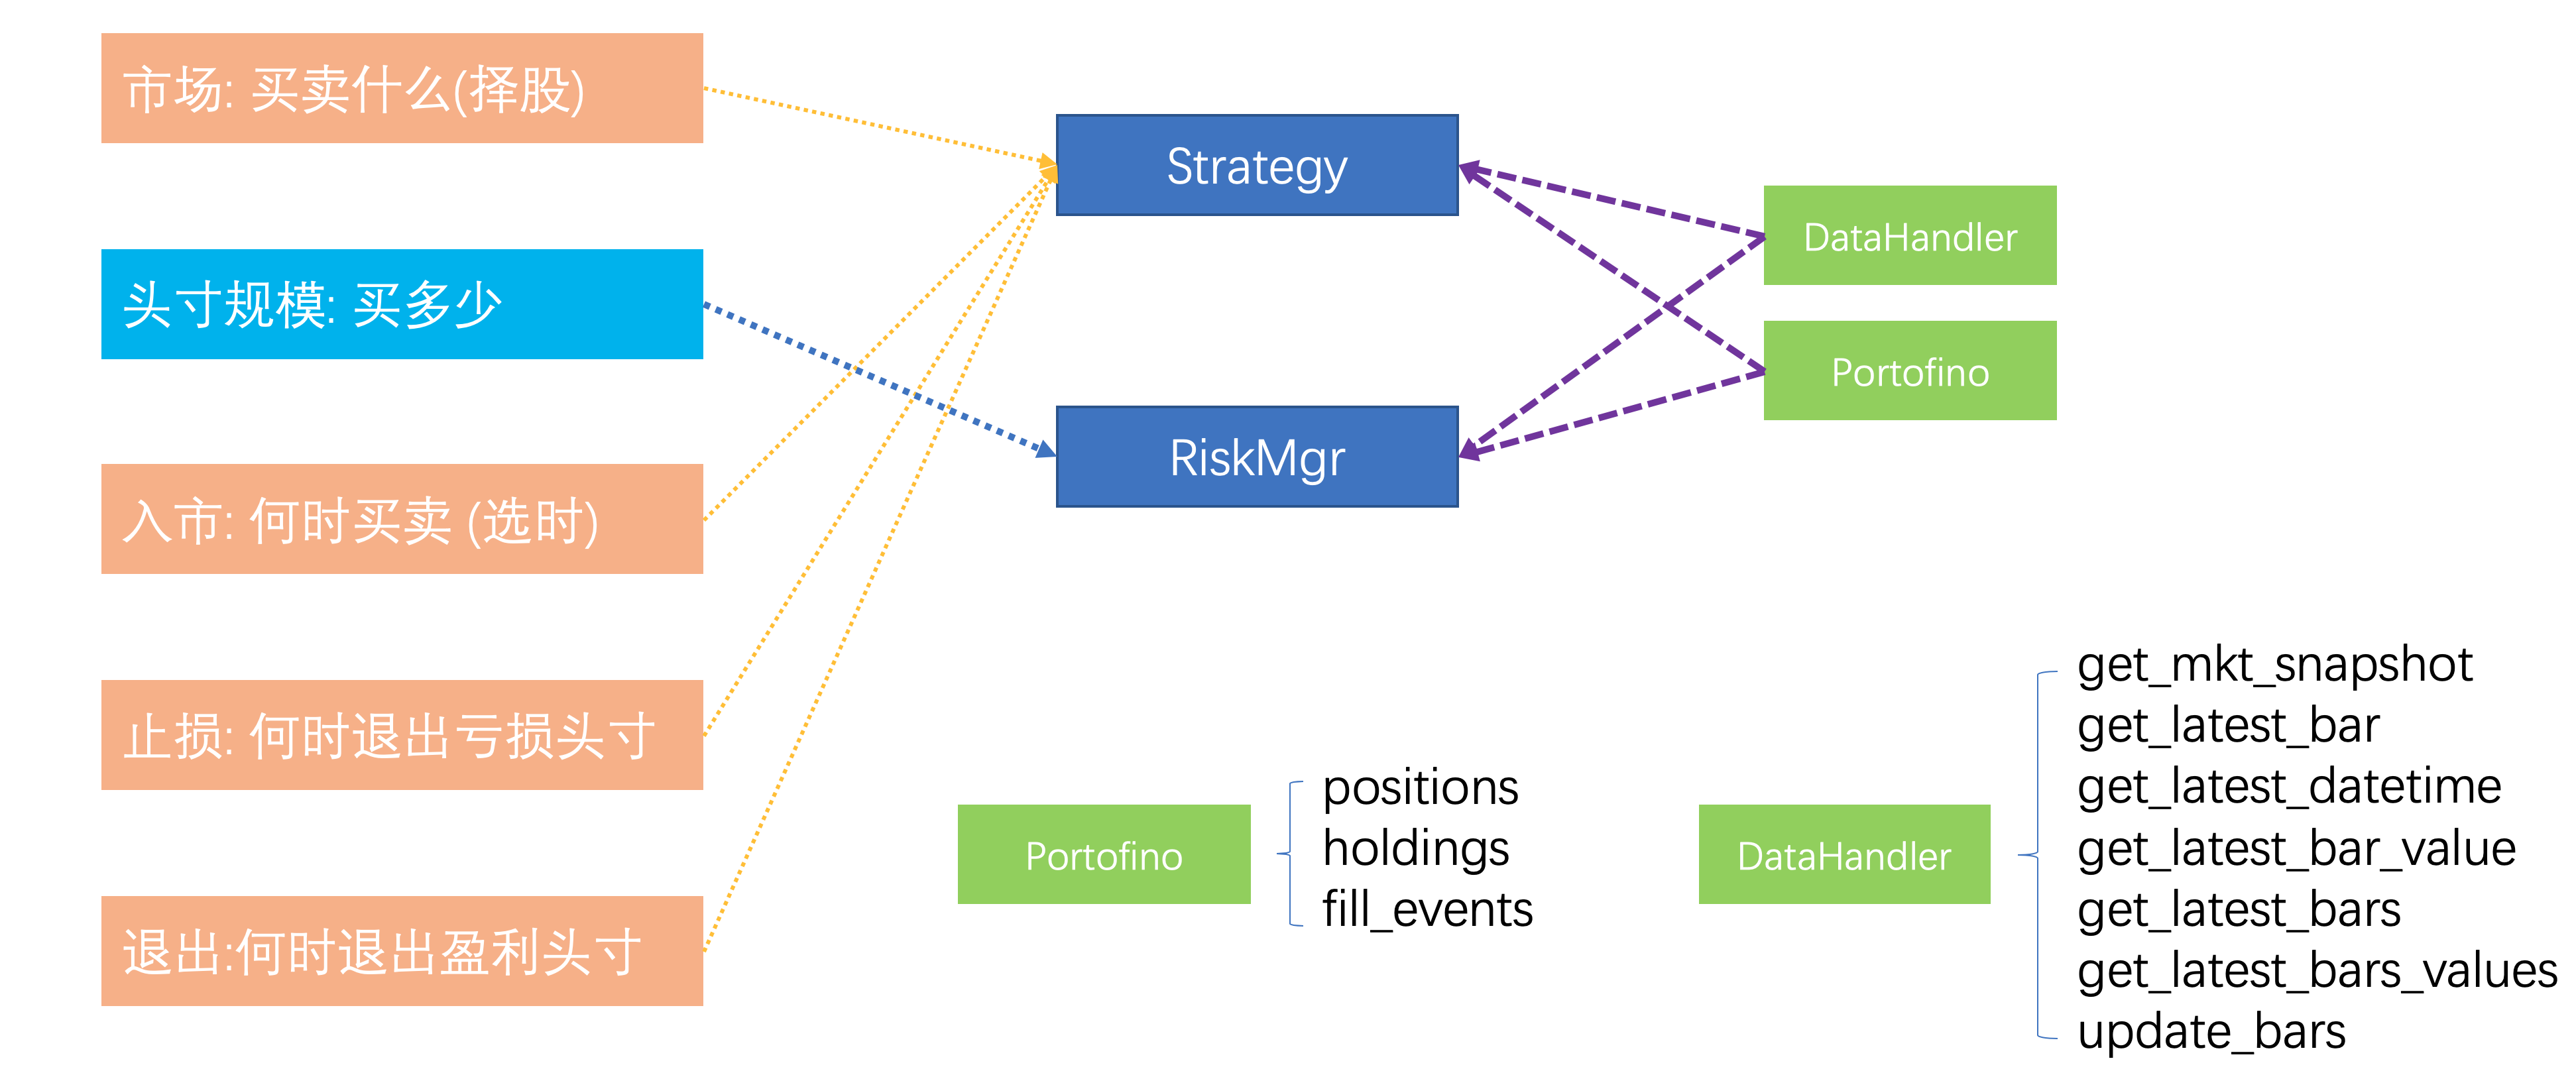 市场: 买卖什么(择股)
头寸规模: 买多少
入市: 何时买卖 (选时)
止损: 何时退出亏损头寸
退出:何时退出盈利头寸
Strategy
RiskMgr
DataHandler
Portofino
Portofino
positions
holdings
fill_events
DataHandler
get_mkt_snapshot
get_latest_bar
get_latest_datetime
get_latest_bar_value
get_latest_bars
get_latest_bars_values
update_bars